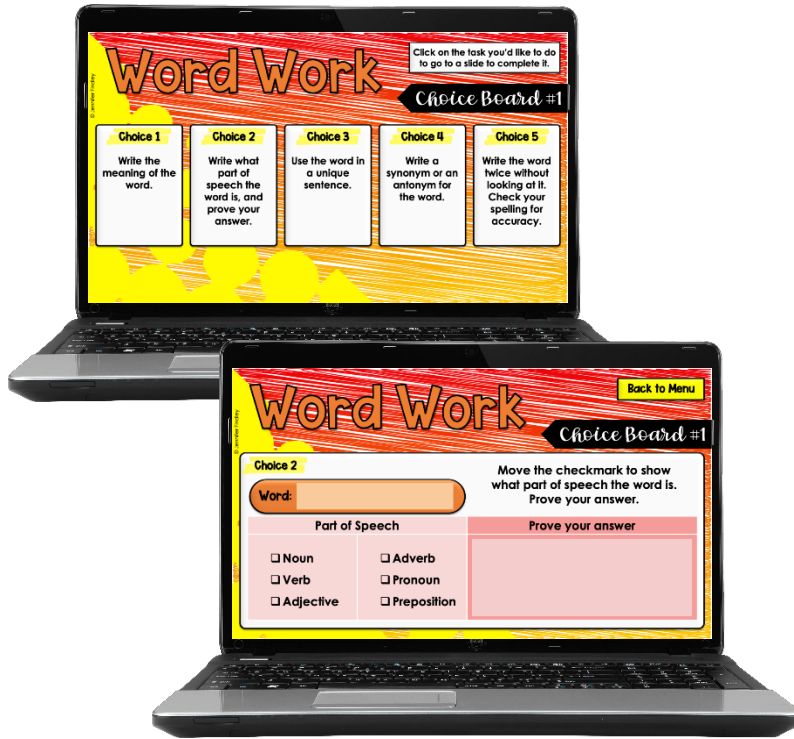 Word Work
Click on the task you'd like to do
to go to a slide to complete it.
Choice Board #1
© Jennifer Findley
Choice 1
Write the
meaning of the
word.
Choice 2
Write what
part of
speech the
word is, and
prove your
answer.
Choice 3
Use the word in
a unique
sentence.
Choice 4
Write a
synonym or an
antonym for
the word.
Choice 5
Write the word
twice without
looking at it.
Check your
spelling for
accuracy.
Word Work
Back to Menu
Choice Board #1
© Jennifer Findley
Choice 2
Word:
Move the checkmark to show
what part of speech the word is.
Prove your answer.
Part of Speech
Prove your answer
❑ Noun
❑ Verb
❑ Adjective
❑ Adverb
❑ Pronoun
❑ Preposition